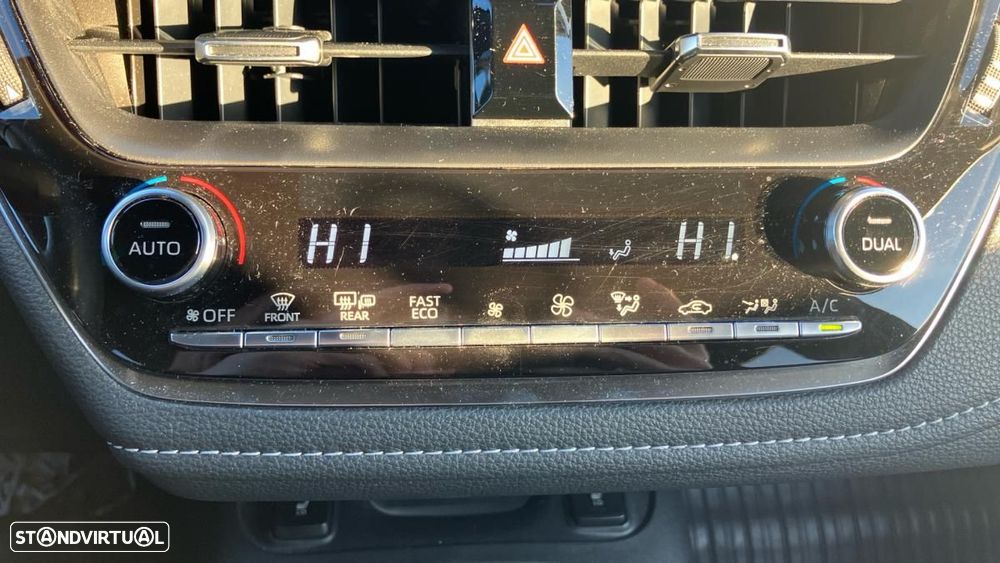 AUTO
HI
HI.
DUAL
OFF
FRONT
REAR
FAST
ECO
A/C
STANDVIRTUAL